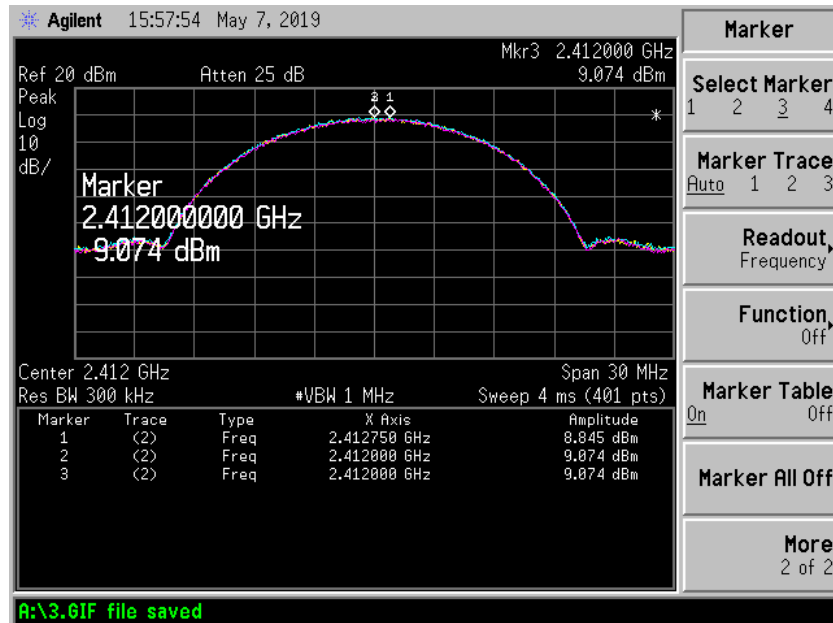 Agilent 15:57:54 May 7, 2019
Mkr3 2.412000 GHz
Ref 20 dBm Atten 25 dB 9.074 dBm
Peak
Log
10
dB/
3 1
*
Marker
2.412000000 GHz
9.074 dBm
Center 2.412 GHz Span 30 MHz
Res BW 300 kHz #VBW 1 MHz Sweep 4 ms (401 pts)
Marker Trace Type X Axis Amplitude
1 (2) Freq 2.412750 GHz 8.845 dBm
2 (2) Freq 2.412000 GHz 9.074 dBm
3 (2) Freq 2.412000 GHz 9.074 dBm
A:\3.GIF file saved
Marker
Select Marker
1 2 3 4
Marker Trace
Auto 1 2 3
Readout
Frequency
Function
Off
Marker Table
On Off
Marker All Off
More
2 of 2